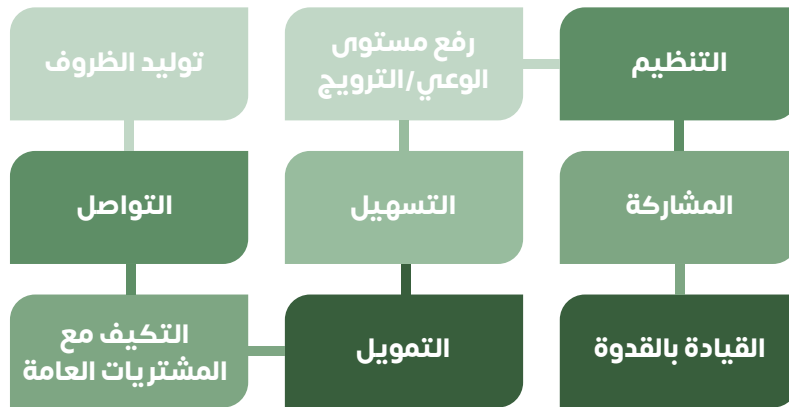 التنظيم
رفع مستوى
الوعي/الترويج
توليد الظروف
المشاركة
التسهيل
التواصل
القيادة بالقدوة
التمويل
التكيف مع
المشتريات العامة